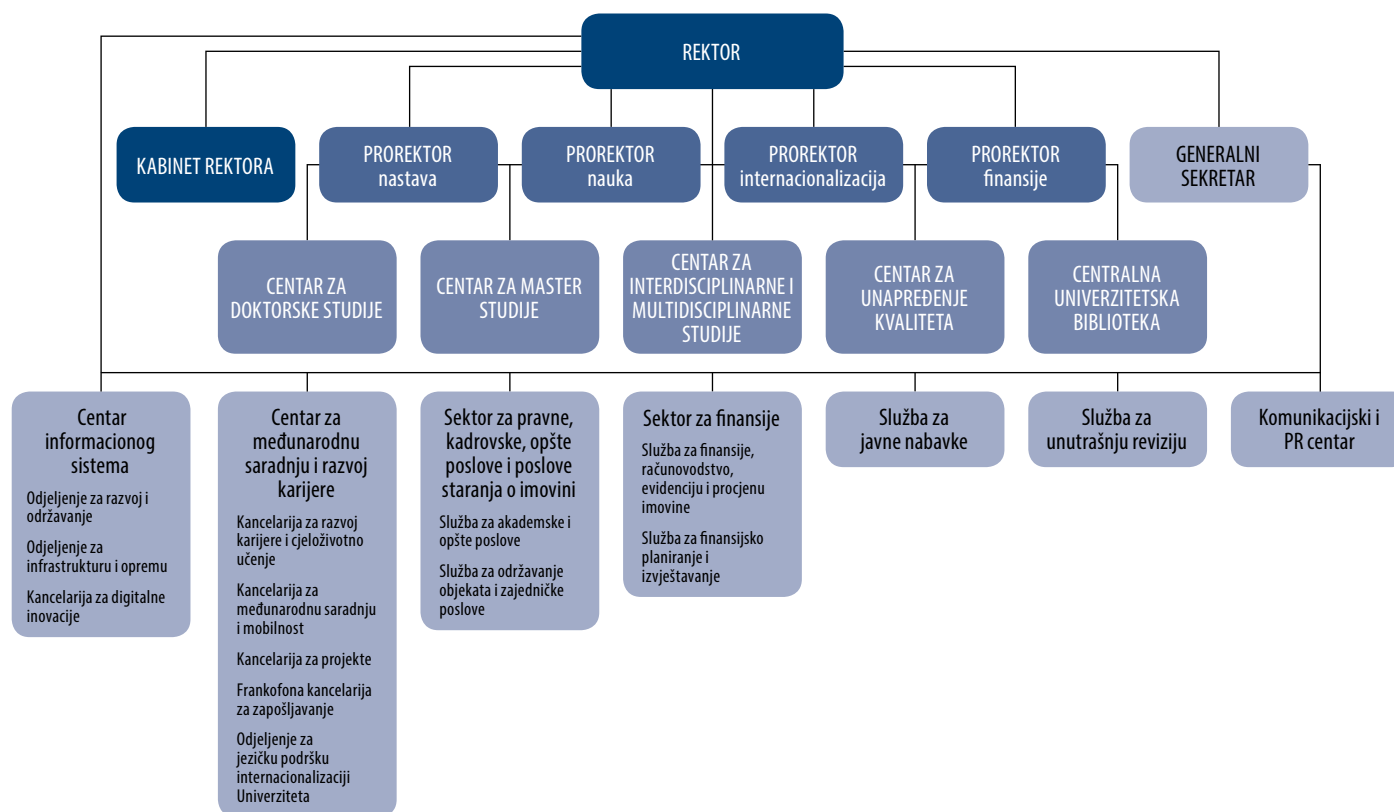 REKTOR
KABINET REKTORA
PROREKTOR
nastava
PROREKTOR
nauka
PROREKTOR
internacionalizacija
PROREKTOR
finansije
GENERALNI
SEKRETAR
CENTAR ZA
DOKTORSKE STUDIJE
CENTAR ZA MASTER
STUDIJE
CENTAR ZA
INTERDISCIPLINARNE I
MULTIDISCIPLINARNE
STUDIJE
CENTAR ZA
UNAPREĐENJE
KVALITETA
CENTRALNA
UNIVERZITETSKA
BIBLIOTEKA
Centar
informacionog
sistema
Odjeljenje za razvoj i
održavanje
Odjeljenje za
infrastrukturu i opremu
Kancelarija za digitalne
inovacije
Centar za
međunarodnu
saradnju i razvoj
karijere
Kancelarija za razvoj
karijere i cjeloživotno
učenje
Kancelarija za
međunarodnu saradnju
i mobilnost
Kancelarija za projekte
Frankofona kancelarija
za zapošljavanje
Odjeljenje za
jezičku podršku
internacionalizaciji
Univerziteta
Sektor za pravne,
kadrovske, opšte
poslove i poslove
staranja o imovini
Služba za akademske i
opšte poslove
Služba za održavanje
objekata i zajedničke
poslove
Sektor za finansije
Služba za finansije,
računovodstvo,
evidenciju i procjenu
imovine
Služba za finansijsko
planiranje i
izvještavanje
Služba za
javne nabavke
Služba za
unutrašnju reviziju
Komunikacijski i
PR centar